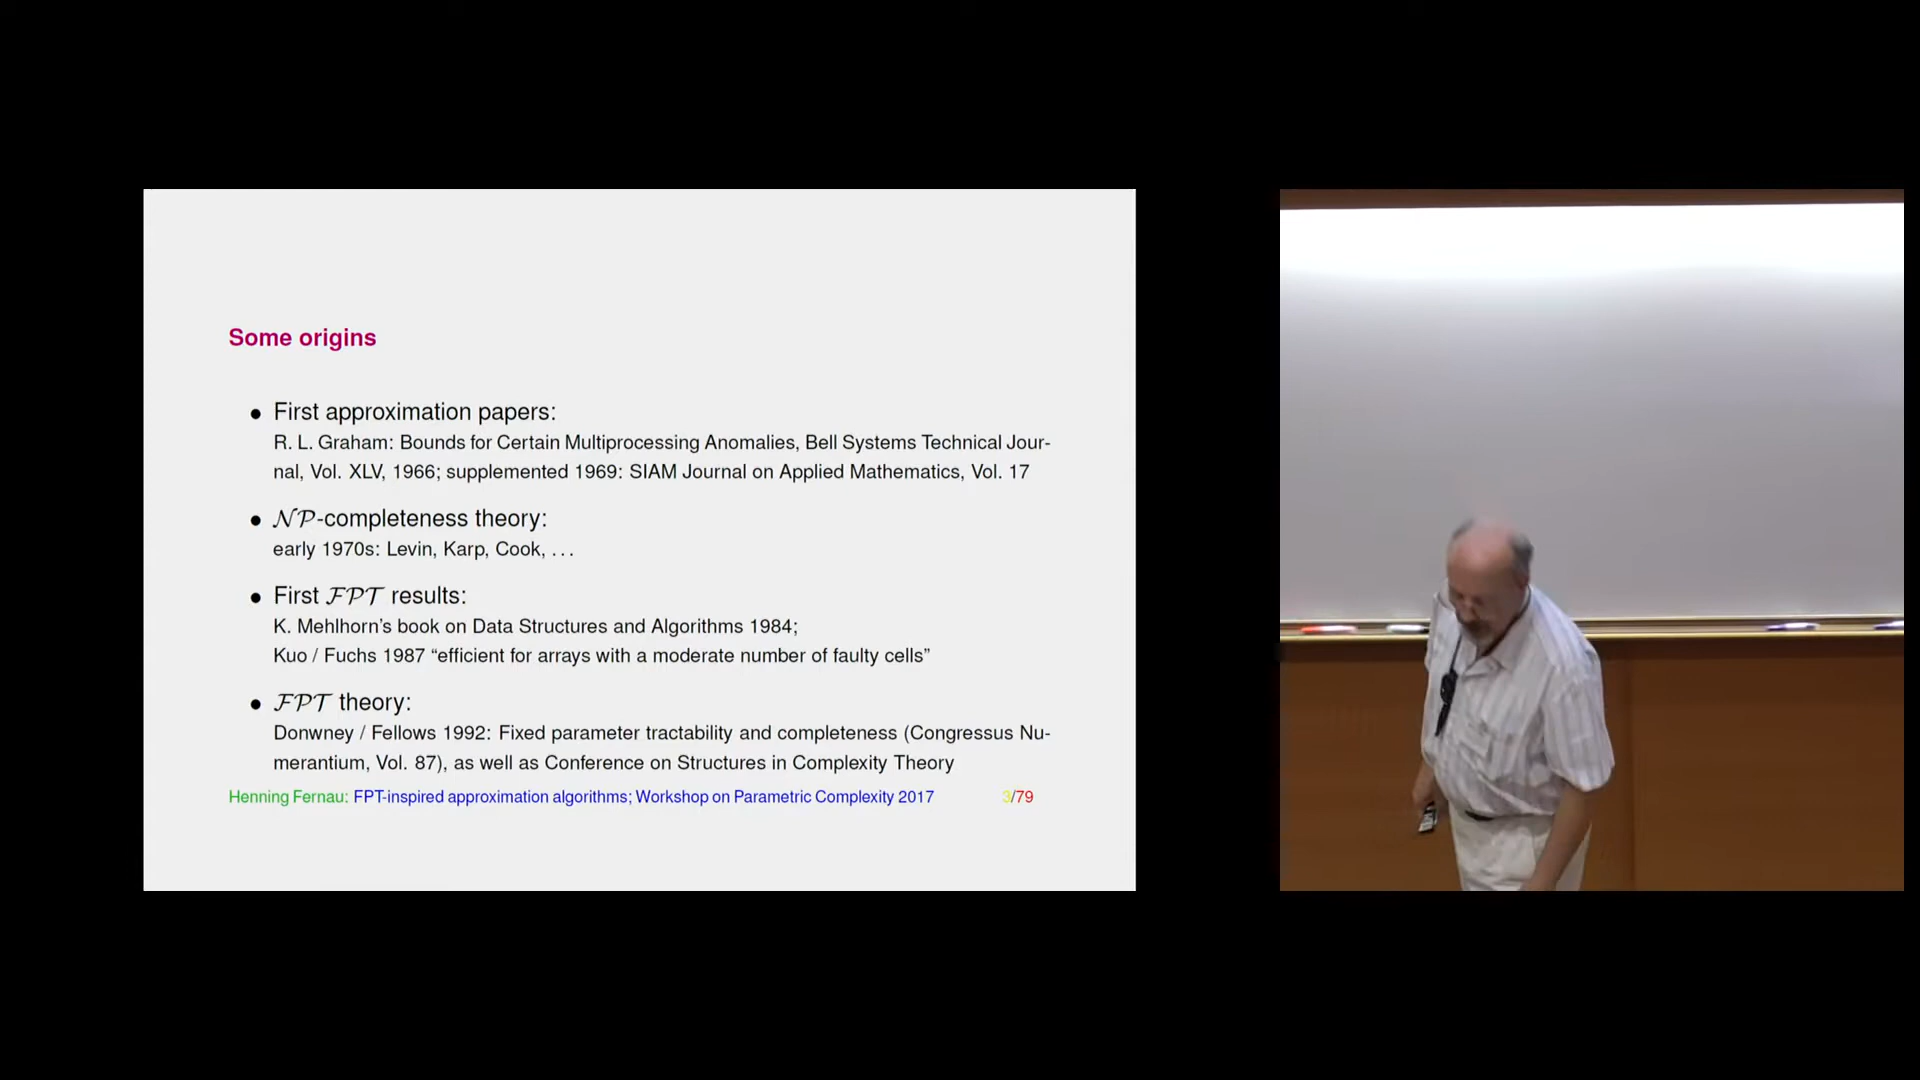 Some origins
• First approximation papers:
R. L. Graham: Bounds for Certain Multiprocessing Anomalies, Bell Systems Technical Jour-
nal, Vol. XLV, 1966; supplemented 1969: SIAM Journal on Applied Mathematics, Vol. 17
• NP-completeness theory:
early 1970s: Levin, Karp, Cook, ...
• First FPT results:
K. Mehlhorn's book on Data Structures and Algorithms 1984;
Kuo / Fuchs 1987 “efficient for arrays with a moderate number of faulty cells”
• FPT theory:
Donwney / Fellows 1992: Fixed parameter tractability and completeness (Congressus Nu-
merantium, Vol. 87), as well as Conference on Structures in Complexity Theory
Henning Fernau: FPT-inspired approximation algorithms; Workshop on Parametric Complexity 2017 3/79